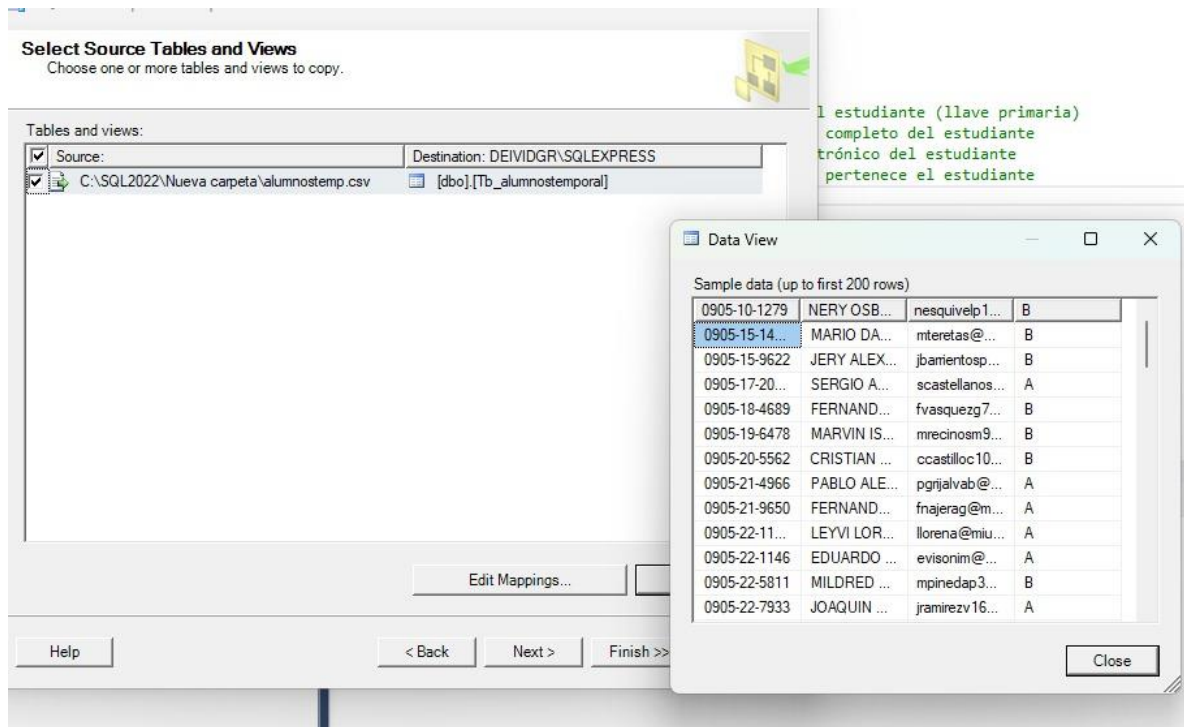 Select Source Tables and Views
Choose one or more tables and views to copy.
l estudiante (llave primaria)
completo del estudiante
trónico del estudiante
pertenece el estudiante
Tables and views:
Source: Destination: DEIVIDGR\SQLEXPRESS
C:\SQL2022\Nueva carpeta\alumnostemp.csv [dbo].[Tb_alumnostemporal]
Data View
Sample data (up to first 200 rows)
0905-10-1279 NERY OSB... nesquivelp1... B
0905-15-14... MARIO DA... mteretas@... B
0905-15-9622 JERY ALEX... jbarrientosp... B
0905-17-20... SERGIO A... scastellanos... A
0905-18-4689 FERNAND... fvasquezg7... B
0905-19-6478 MARVIN IS... mrecinosm9... B
0905-20-5562 CRISTIAN ... ccastilloc10... B
0905-21-4966 PABLO ALE... pgrijalvab@... A
0905-21-9650 FERNAND... fnajerag@m... A
0905-22-11... LEYVI LOR... llorena@miu... A
0905-22-1146 EDUARDO ... evisonim@... A
0905-22-5811 MILDRED ... mpinedap3... B
0905-22-7933 JOAQUIN ... jramirezv16... A
Close
Edit Mappings...
Help < Back Next > Finish >>